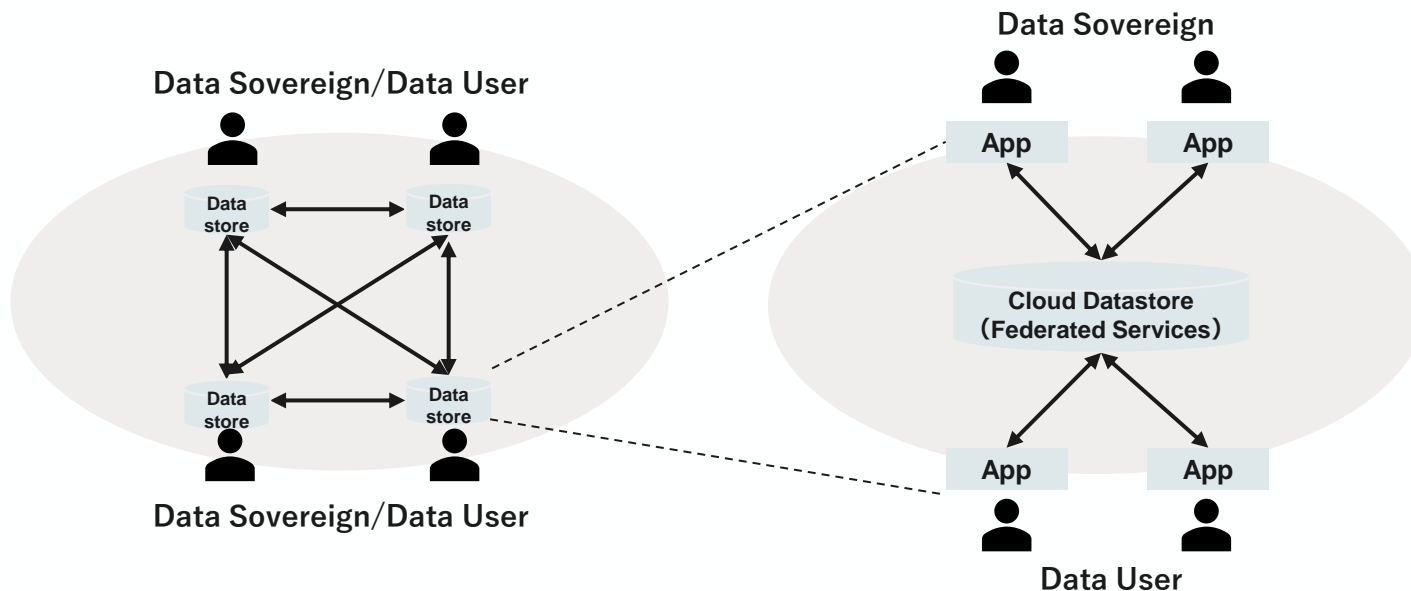 Data Sovereign/Data User
Data
store
Data
store
Data
store
Data
store
Data Sovereign/Data User
Data Sovereign
App
App
Cloud Datastore
（Federated Services）
App
App
Data User